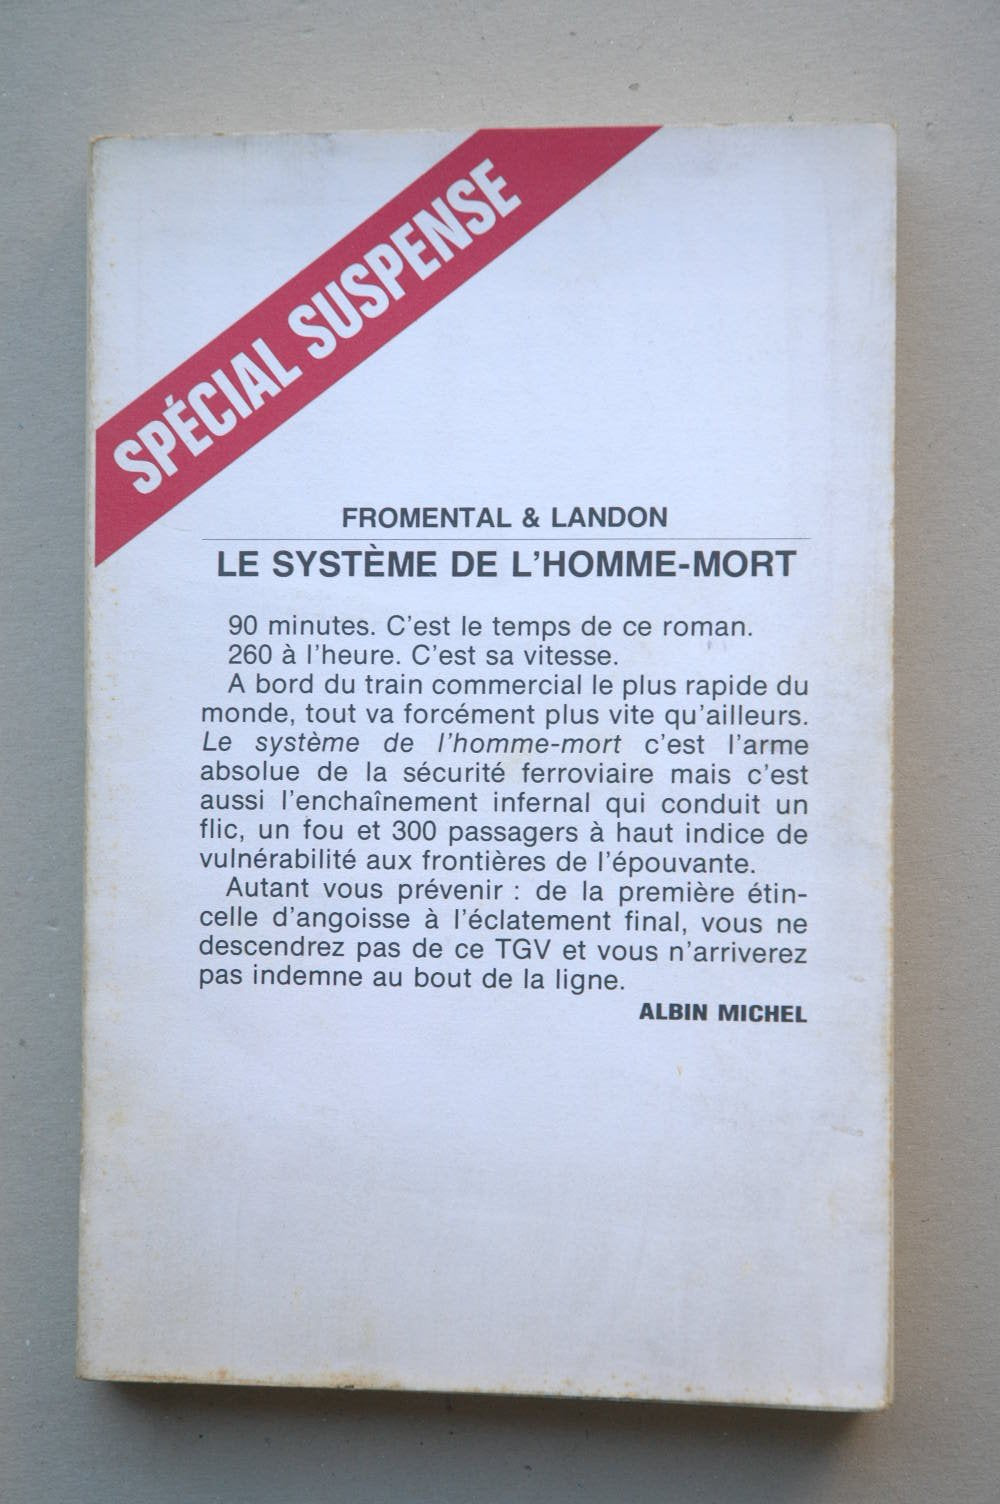 SPÉCIAL SUSPENSE
FROMENTAL & LANDON
LE SYSTÈME DE L'HOMME-MORT
90 minutes. C'est le temps de ce roman.
260 à l'heure. C'est sa vitesse.
A bord du train commercial le plus rapide du
monde, tout va forcément plus vite qu'ailleurs.
Le système de l'homme-mort c'est l'arme
absolue de la sécurité ferroviaire mais c'est
aussi l'enchaînement infernal qui conduit un
flic, un fou et 300 passagers à haut indice de
vulnérabilité aux frontières de l'épouvante.
Autant vous prévenir : de la première étin-
celle d'angoisse à l'éclatement final, vous ne
descendrez pas de ce TGV et vous n'arriverez
pas indemne au bout de la ligne.
ALBIN MICHEL